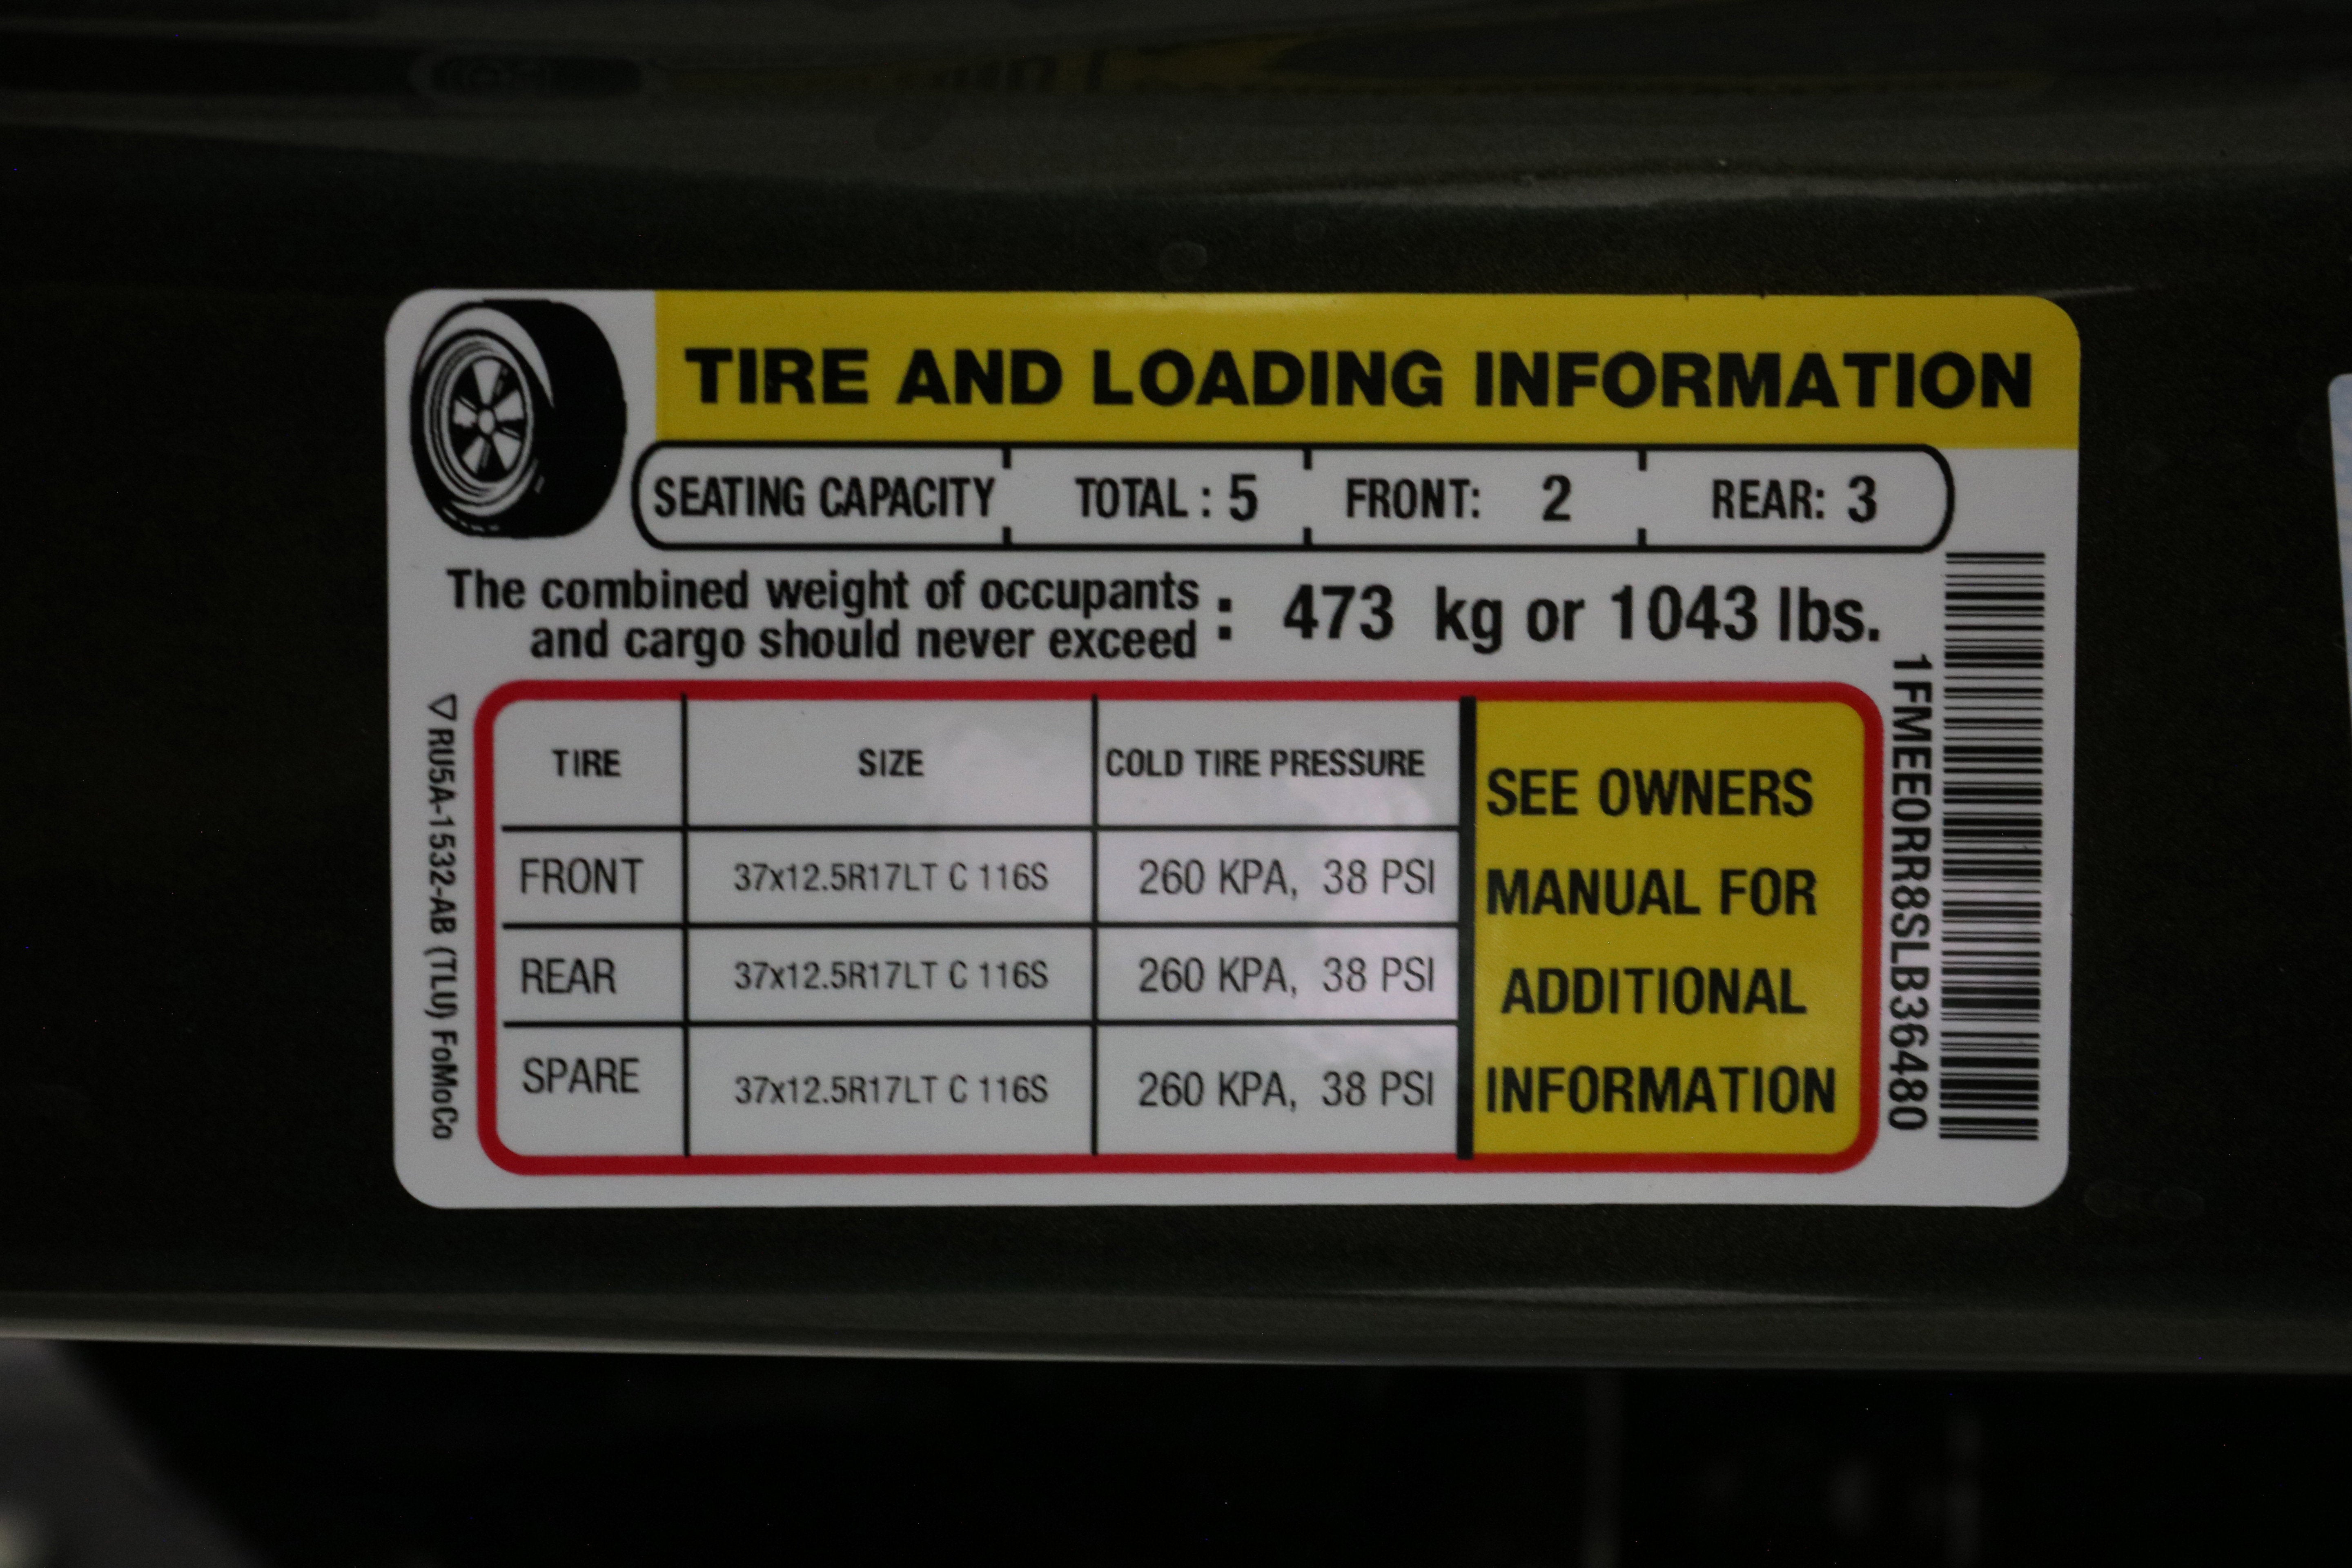 TIRE AND LOADING INFORMATION
SEATING CAPACITY TOTAL : 5 FRONT: 2 REAR: 3
The combined weight of occupants
and cargo should never exceed : 473 kg or 1043 lbs.
TIRE SIZE COLD TIRE PRESSURE
FRONT 37x12.5R17LT C 116S 260 KPA, 38 PSI
REAR 37x12.5R17LT C 116S 260 KPA, 38 PSI
SPARE 37x12.5R17LT C 116S 260 KPA, 38 PSI
SEE OWNERS
MANUAL FOR
ADDITIONAL
INFORMATION
RU5A-1532-AB (TLU) FoMoCo
1FMEE0RR8SLB36480